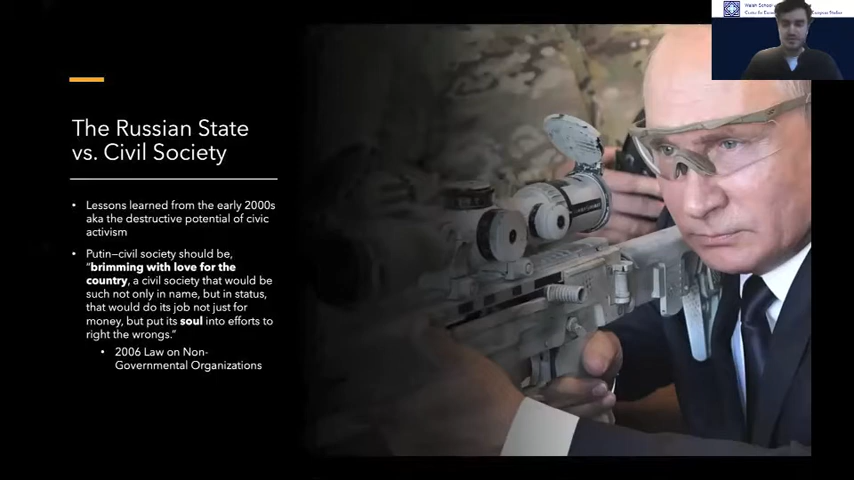 The Russian State
vs. Civil Society
• Lessons learned from the early 2000s
aka the destructive potential of civic
activism
• Putin—civil society should be,
“brimming with love for the
country, a civil society that would be
such not only in name, but in status,
that would do its job not just for
money, but put its soul into efforts to
right the wrongs.”
• 2006 Law on Non-
Governmental Organizations
Walsh School
European Studies